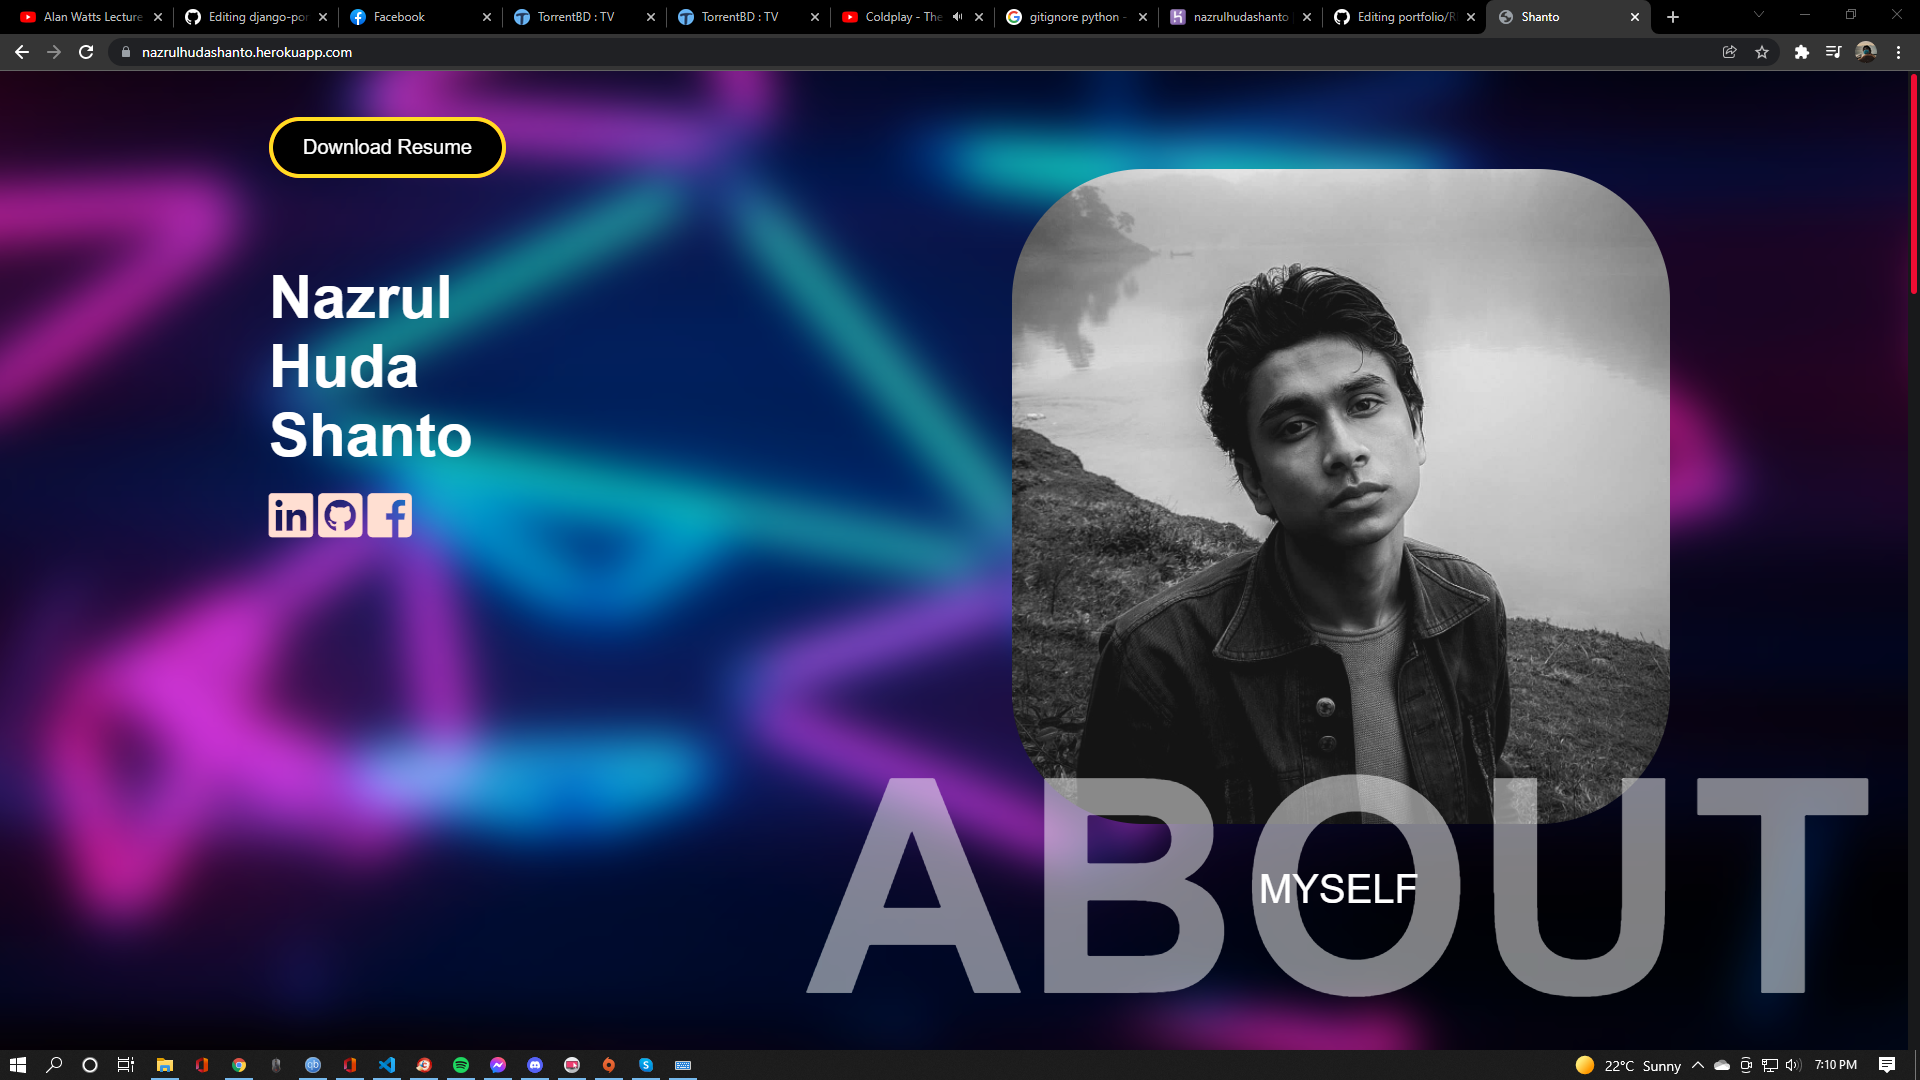 Alan Watts Lecture
Editing django-por
Facebook
TorrentBD : TV
TorrentBD : TV
Coldplay - The
gitignore python -
nazrulhudashanto
Editing portfolio/R
Shanto
nazrulhudashanto.herokuapp.com
Download Resume
Nazrul
Huda
Shanto
in
ABOUT
MYSELF
22°C Sunny
7:10 PM